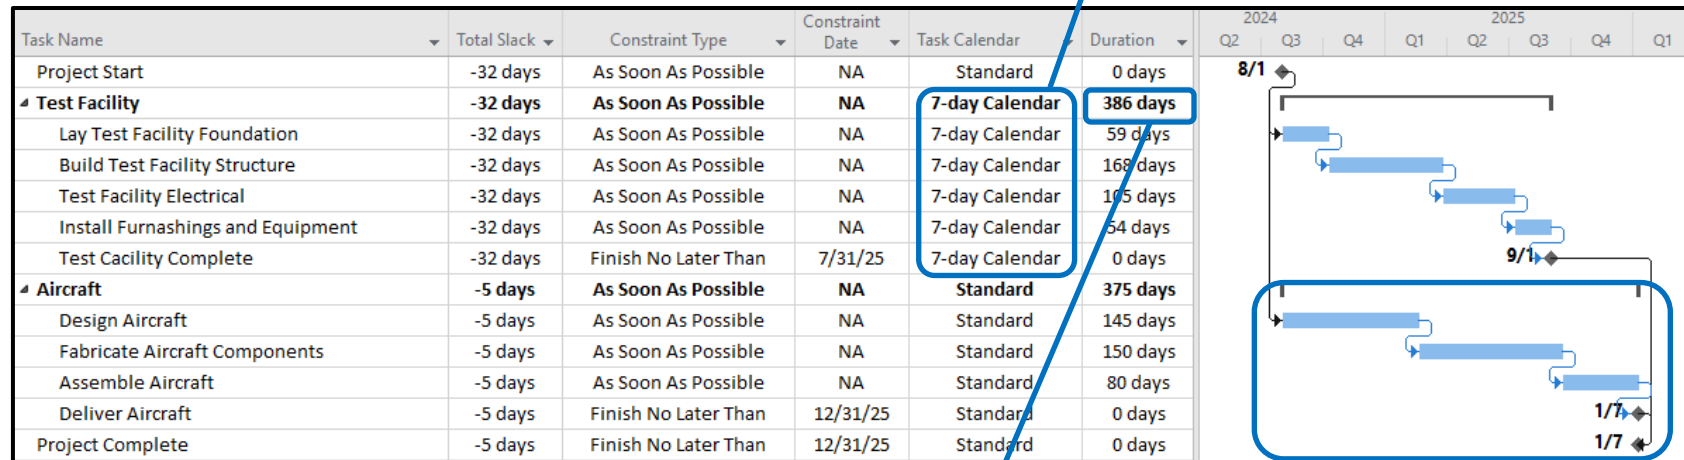 2024 2025
Task Name Total Slack Constraint Type Constraint Date Task Calendar Duration Q2 Q3 Q4 Q1 Q2 Q3 Q4 Q1
Project Start -32 days As Soon As Possible NA Standard 0 days 8/1
Test Facility -32 days As Soon As Possible NA 7-day Calendar 386 days
Lay Test Facility Foundation -32 days As Soon As Possible NA 7-day Calendar 59 days
Build Test Facility Structure -32 days As Soon As Possible NA 7-day Calendar 168 days
Test Facility Electrical -32 days As Soon As Possible NA 7-day Calendar 105 days
Install Furnashings and Equipment -32 days As Soon As Possible NA 7-day Calendar 54 days
Test Cacility Complete -32 days Finish No Later Than 7/31/25 7-day Calendar 0 days 9/1
Aircraft -5 days As Soon As Possible NA Standard 375 days
Design Aircraft -5 days As Soon As Possible NA Standard 145 days
Fabricate Aircraft Components -5 days As Soon As Possible NA Standard 150 days
Assemble Aircraft -5 days As Soon As Possible NA Standard 80 days
Deliver Aircraft -5 days Finish No Later Than 12/31/25 Standard 0 days 1/7
Project Complete -5 days Finish No Later Than 12/31/25 Standard 0 days 1/7